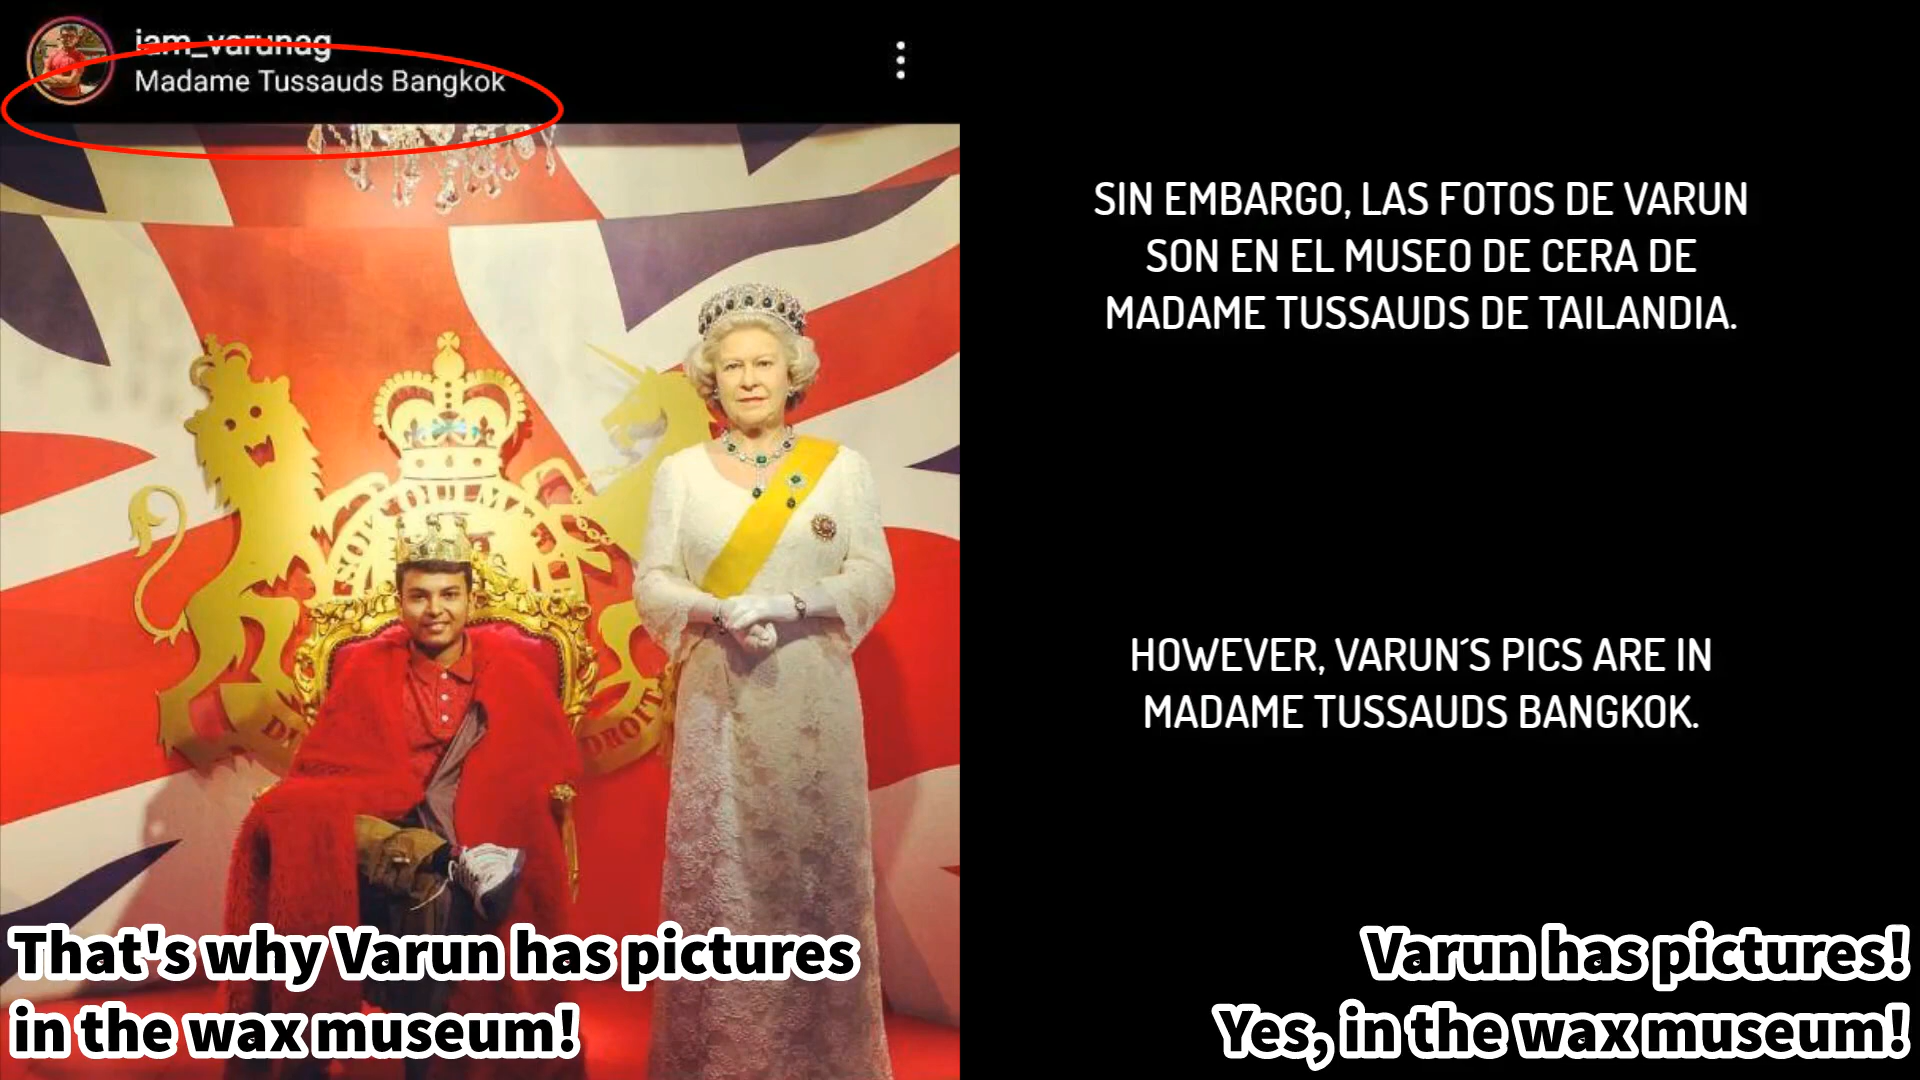 iam_varunag
Madame Tussauds Bangkok
SIN EMBARGO, LAS FOTOS DE VARUN
SON EN EL MUSEO DE CERA DE
MADAME TUSSAUDS DE TAILANDIA.
HOWEVER, VARUN´S PICS ARE IN
MADAME TUSSAUDS BANGKOK.
DROIT
That's why Varun has pictures
in the wax museum!
Varun has pictures!
Yes, in the wax museum!